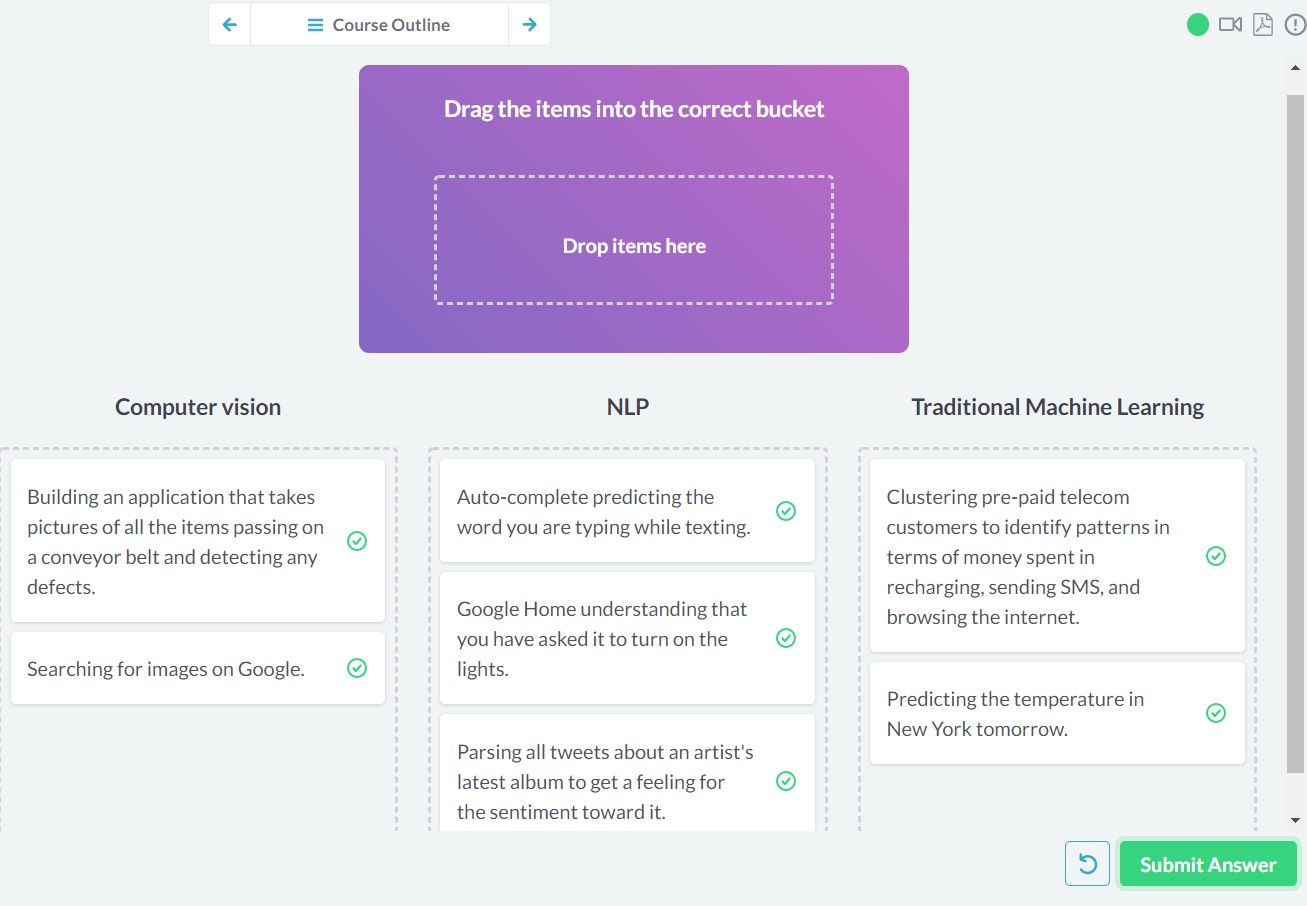 Course Outline
Drag the items into the correct bucket
Drop items here
Computer vision
Building an application that takes
pictures of all the items passing on
a conveyor belt and detecting any
defects.
Searching for images on Google.
NLP
Auto-complete predicting the
word you are typing while texting.
Google Home understanding that
you have asked it to turn on the
lights.
Parsing all tweets about an artist's
latest album to get a feeling for
the sentiment toward it.
Traditional Machine Learning
Clustering pre-paid telecom
customers to identify patterns in
terms of money spent in
recharging, sending SMS, and
browsing the internet.
Predicting the temperature in
New York tomorrow.
Submit Answer